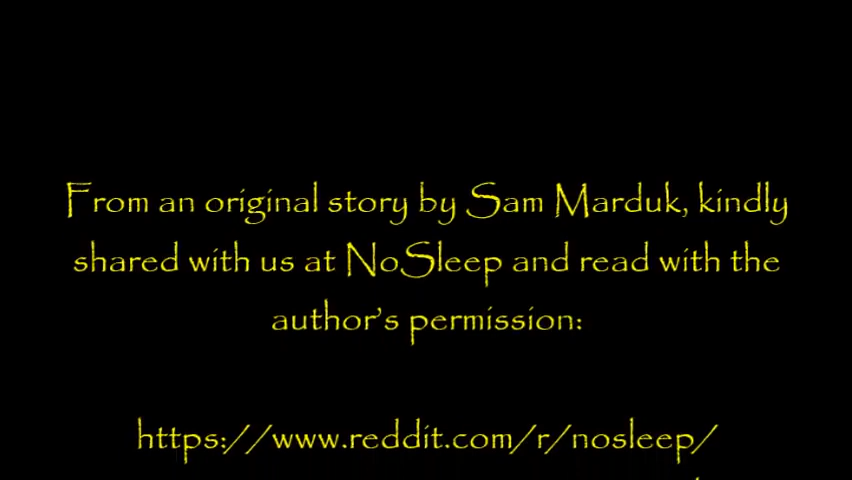 From an original story by Sam Marduk, kindly
shared with us at NoSleep and read with the
author's permission:
https://www.reddit.com/r/nosleep/